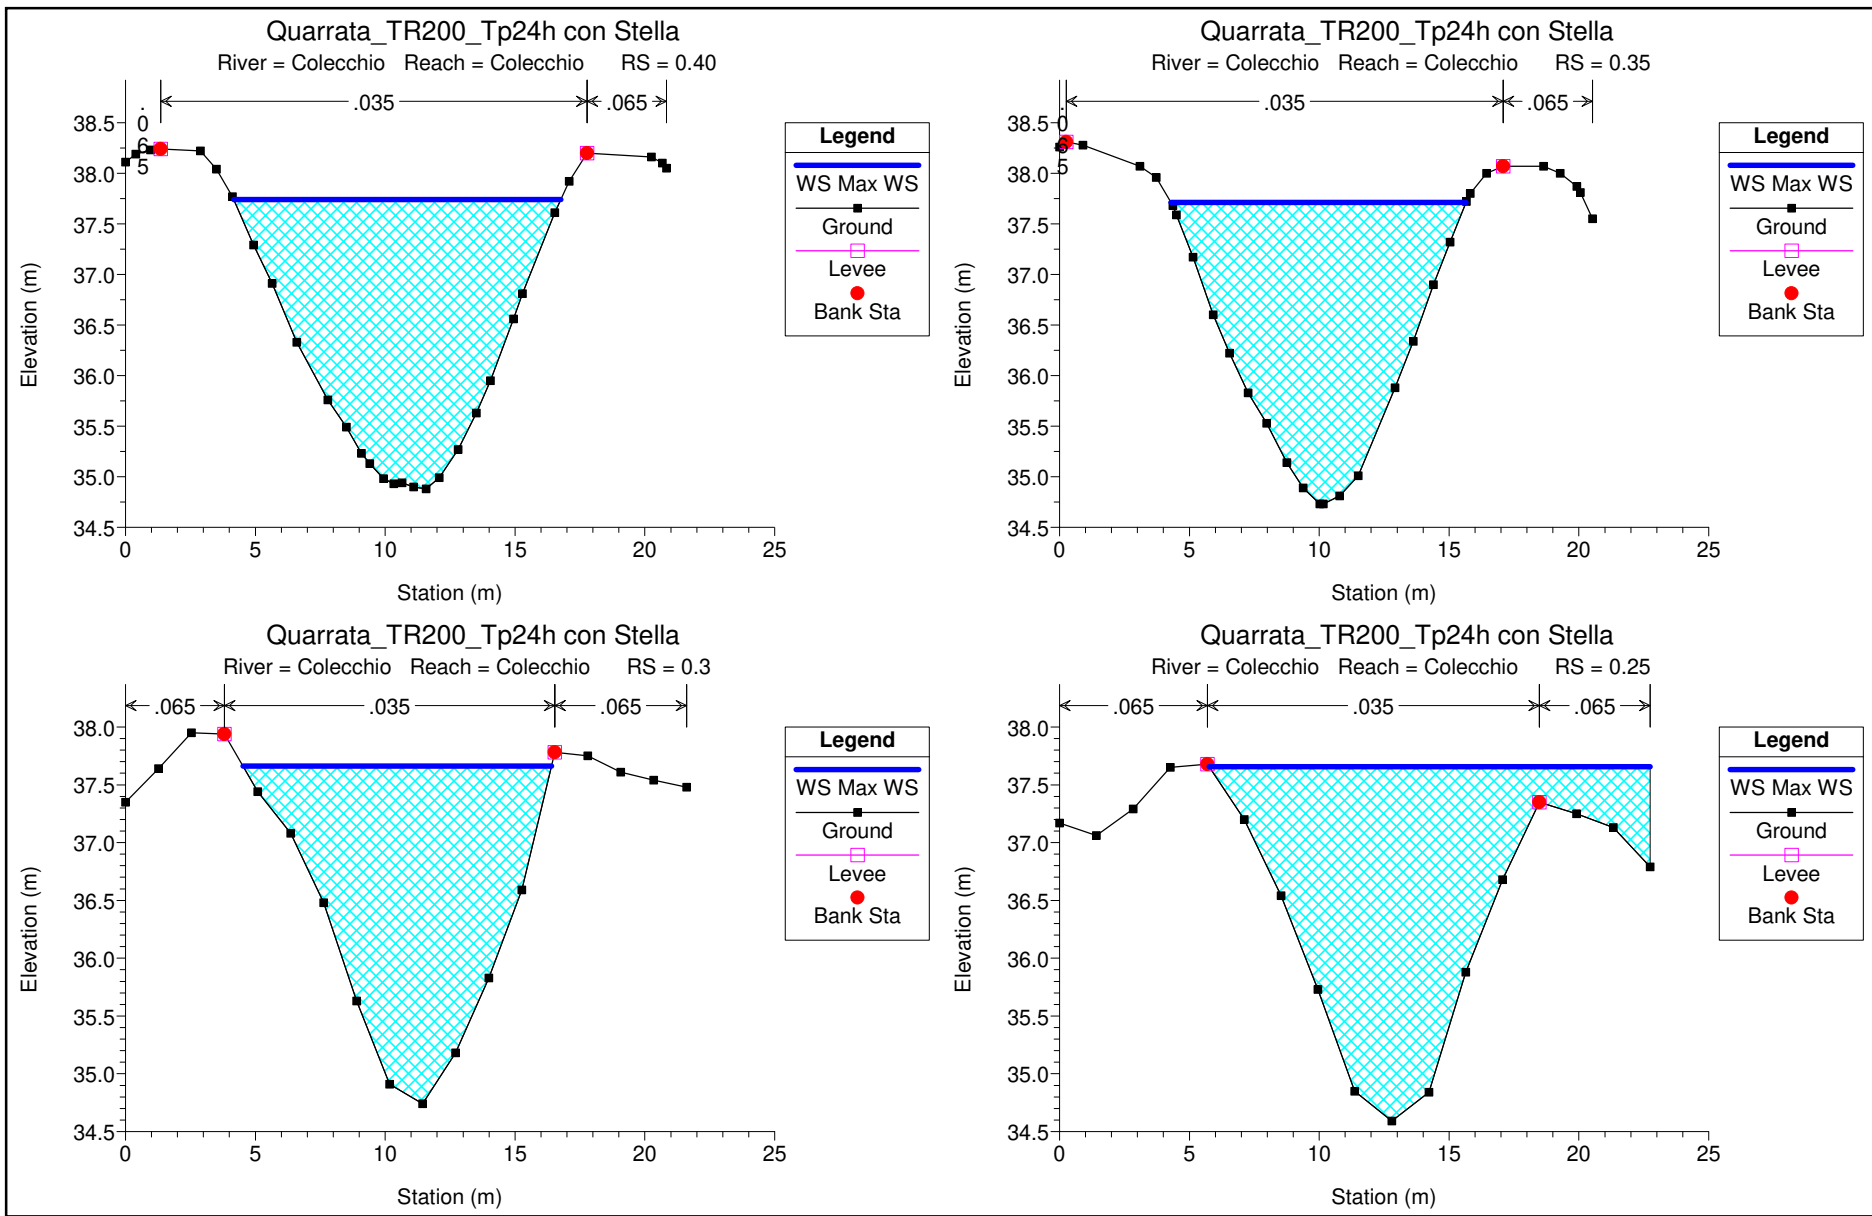 Quarrata_TR200_Tp24h con Stella
River = Colecchio Reach = Colecchio RS = 0.40
.065
.035
.065
38.5
38.0
37.5
37.0
36.5
36.0
35.5
35.0
34.5
Elevation (m)
0 5 10 15 20 25
Station (m)
Legend
WS Max WS
Ground
Levee
Bank Sta
Quarrata_TR200_Tp24h con Stella
River = Colecchio Reach = Colecchio RS = 0.35
.065
.035
.065
38.5
38.0
37.5
37.0
36.5
36.0
35.5
35.0
34.5
Elevation (m)
0 5 10 15 20 25
Station (m)
Legend
WS Max WS
Ground
Levee
Bank Sta
Quarrata_TR200_Tp24h con Stella
River = Colecchio Reach = Colecchio RS = 0.3
.065
.035
.065
38.0
37.5
37.0
36.5
36.0
35.5
35.0
34.5
Elevation (m)
0 5 10 15 20 25
Station (m)
Legend
WS Max WS
Ground
Levee
Bank Sta
Quarrata_TR200_Tp24h con Stella
River = Colecchio Reach = Colecchio RS = 0.25
.065
.035
.065
38.0
37.5
37.0
36.5
36.0
35.5
35.0
34.5
Elevation (m)
0 5 10 15 20 25
Station (m)
Legend
WS Max WS
Ground
Levee
Bank Sta